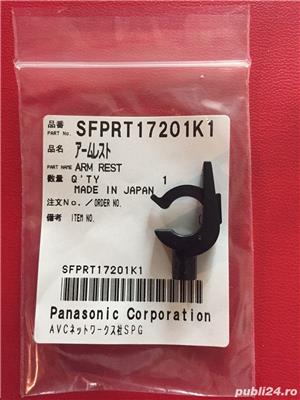 品番 PART No. SFPRT17201K1
品名 アームレスト
PART NAME ARM REST
数量 Q'TY 1
MADE IN JAPAN
注文No./ORDER NO.
備考 ITEM NO.
SFPRT17201K1
Panasonic Corporation
AVCネットワークス社SPG
publi24.ro